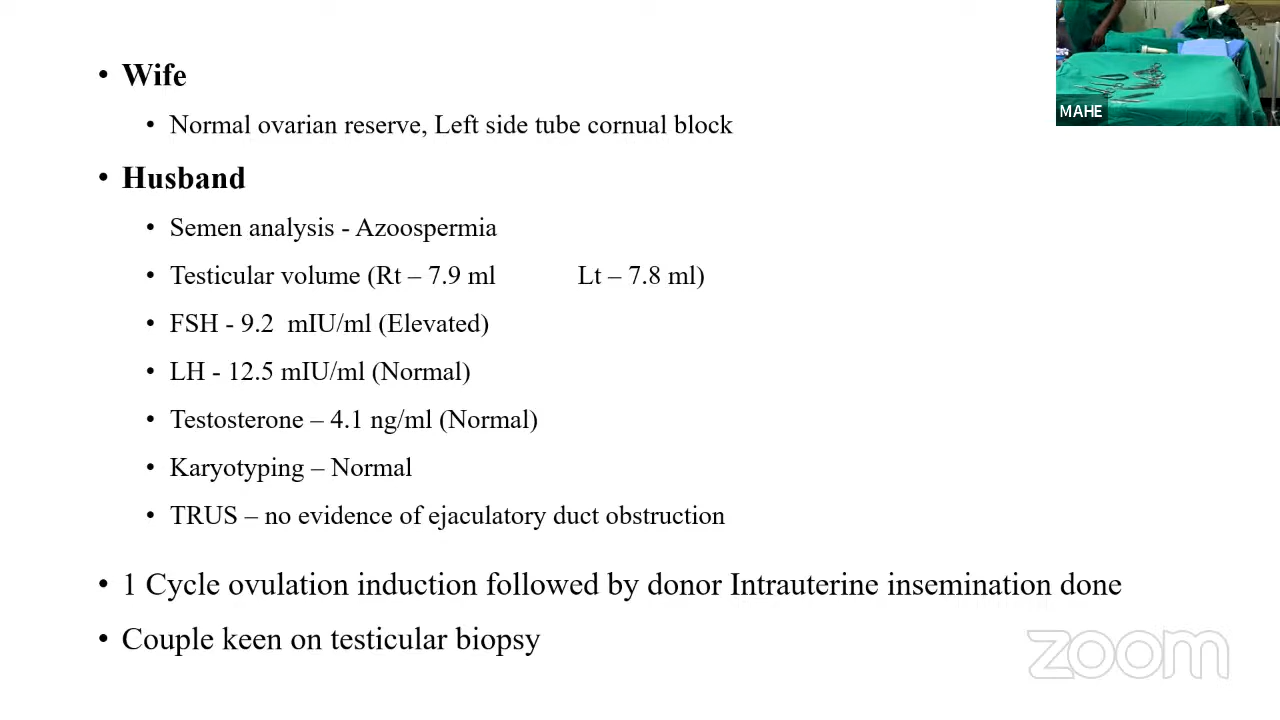 • Wife
• Normal ovarian reserve, Left side tube cornual block
• Husband
• Semen analysis - Azoospermia
• Testicular volume (Rt – 7.9 ml Lt – 7.8 ml)
• FSH - 9.2 mIU/ml (Elevated)
• LH - 12.5 mIU/ml (Normal)
• Testosterone – 4.1 ng/ml (Normal)
• Karyotyping – Normal
• TRUS – no evidence of ejaculatory duct obstruction
• 1 Cycle ovulation induction followed by donor Intrauterine insemination done
• Couple keen on testicular biopsy
MAHE
zoom